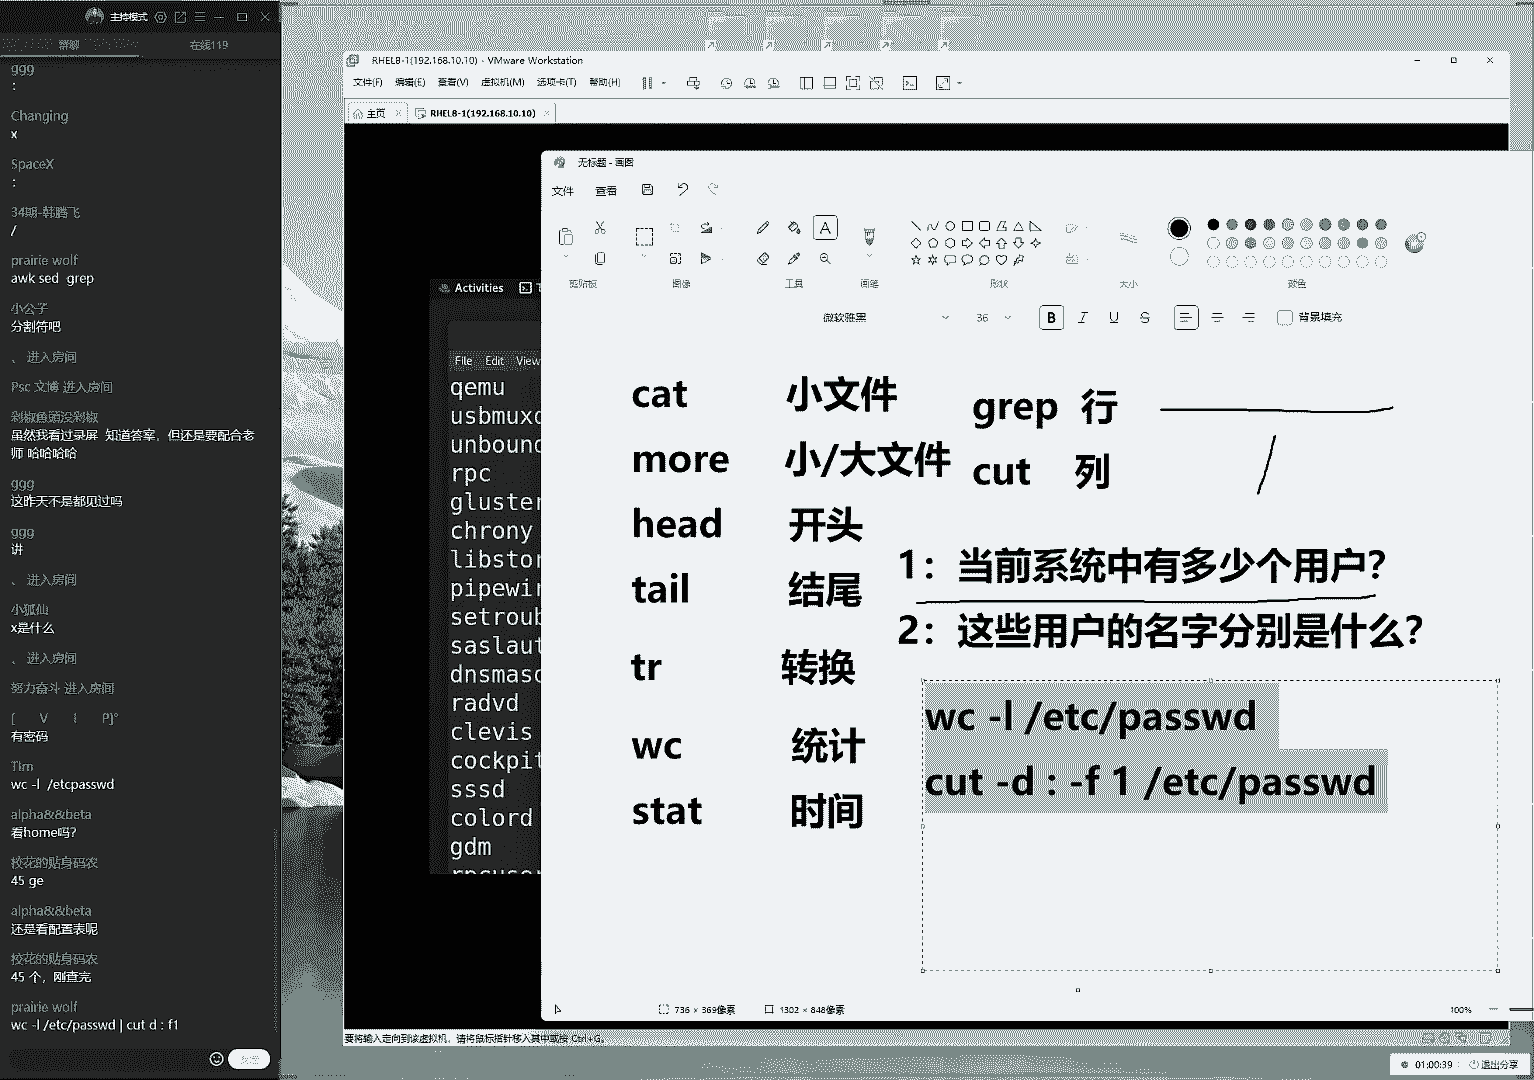 主持模式
群聊
在线119
ggg
:
Changing
x
SpaceX
:
34期-韩腾飞
/
prairie wolf
awk sed grep
小公子
分割符吧
、 进入房间
Psc 文博 进入房间
剁椒鱼頭没剁椒
虽然我看过录屏 知道答案，但还是要配合老
师 哈哈哈哈
ggg
这昨天不是都见过吗
ggg
讲
、 进入房间
小狐仙
x是什么
、 进入房间
努力奋斗 进入房间
有密码
Tim
wc -l /etcpasswd
alpha&&beta
看home吗？
校花的贴身码农
45 ge
alpha&&beta
还是看配置表呢
校花的贴身码农
45 个，刚查完
prairie wolf
wc -l /etc/passwd | cut d : f1
RHEL8-1(192.168.10.10) - VMware Workstation
文件(F) 编辑(E) 查看(V) 虚拟机(M) 选项卡(T) 帮助(H)
主页
RHEL8-1(192.168.10.10)
Activities
File Edit View
qemu
usbmuxd
unbound
rpc
gluster
chrony
libstor
pipewir
setroub
saslaut
dnsmasq
radvd
clevis
cockpit
sssd
colord
gdm
rpcuser
无标题 - 画图
文件 查看
剪贴板 图像 工具 画笔 形状 大小 颜色
微软雅黑 36 B I U S 背景填充
cat 小文件
more 小/大文件
head 开头
tail 结尾
tr 转换
wc 统计
stat 时间
grep 行
cut 列
1：当前系统中有多少个用户？
2：这些用户的名字分别是什么？
wc -l /etc/passwd
cut -d : -f 1 /etc/passwd
736 × 369像素 1302 × 848像素 100%
要将输入定向到该虚拟机，请将鼠标指针移入其中或按 Ctrl+G。
01:00:39 退出分享